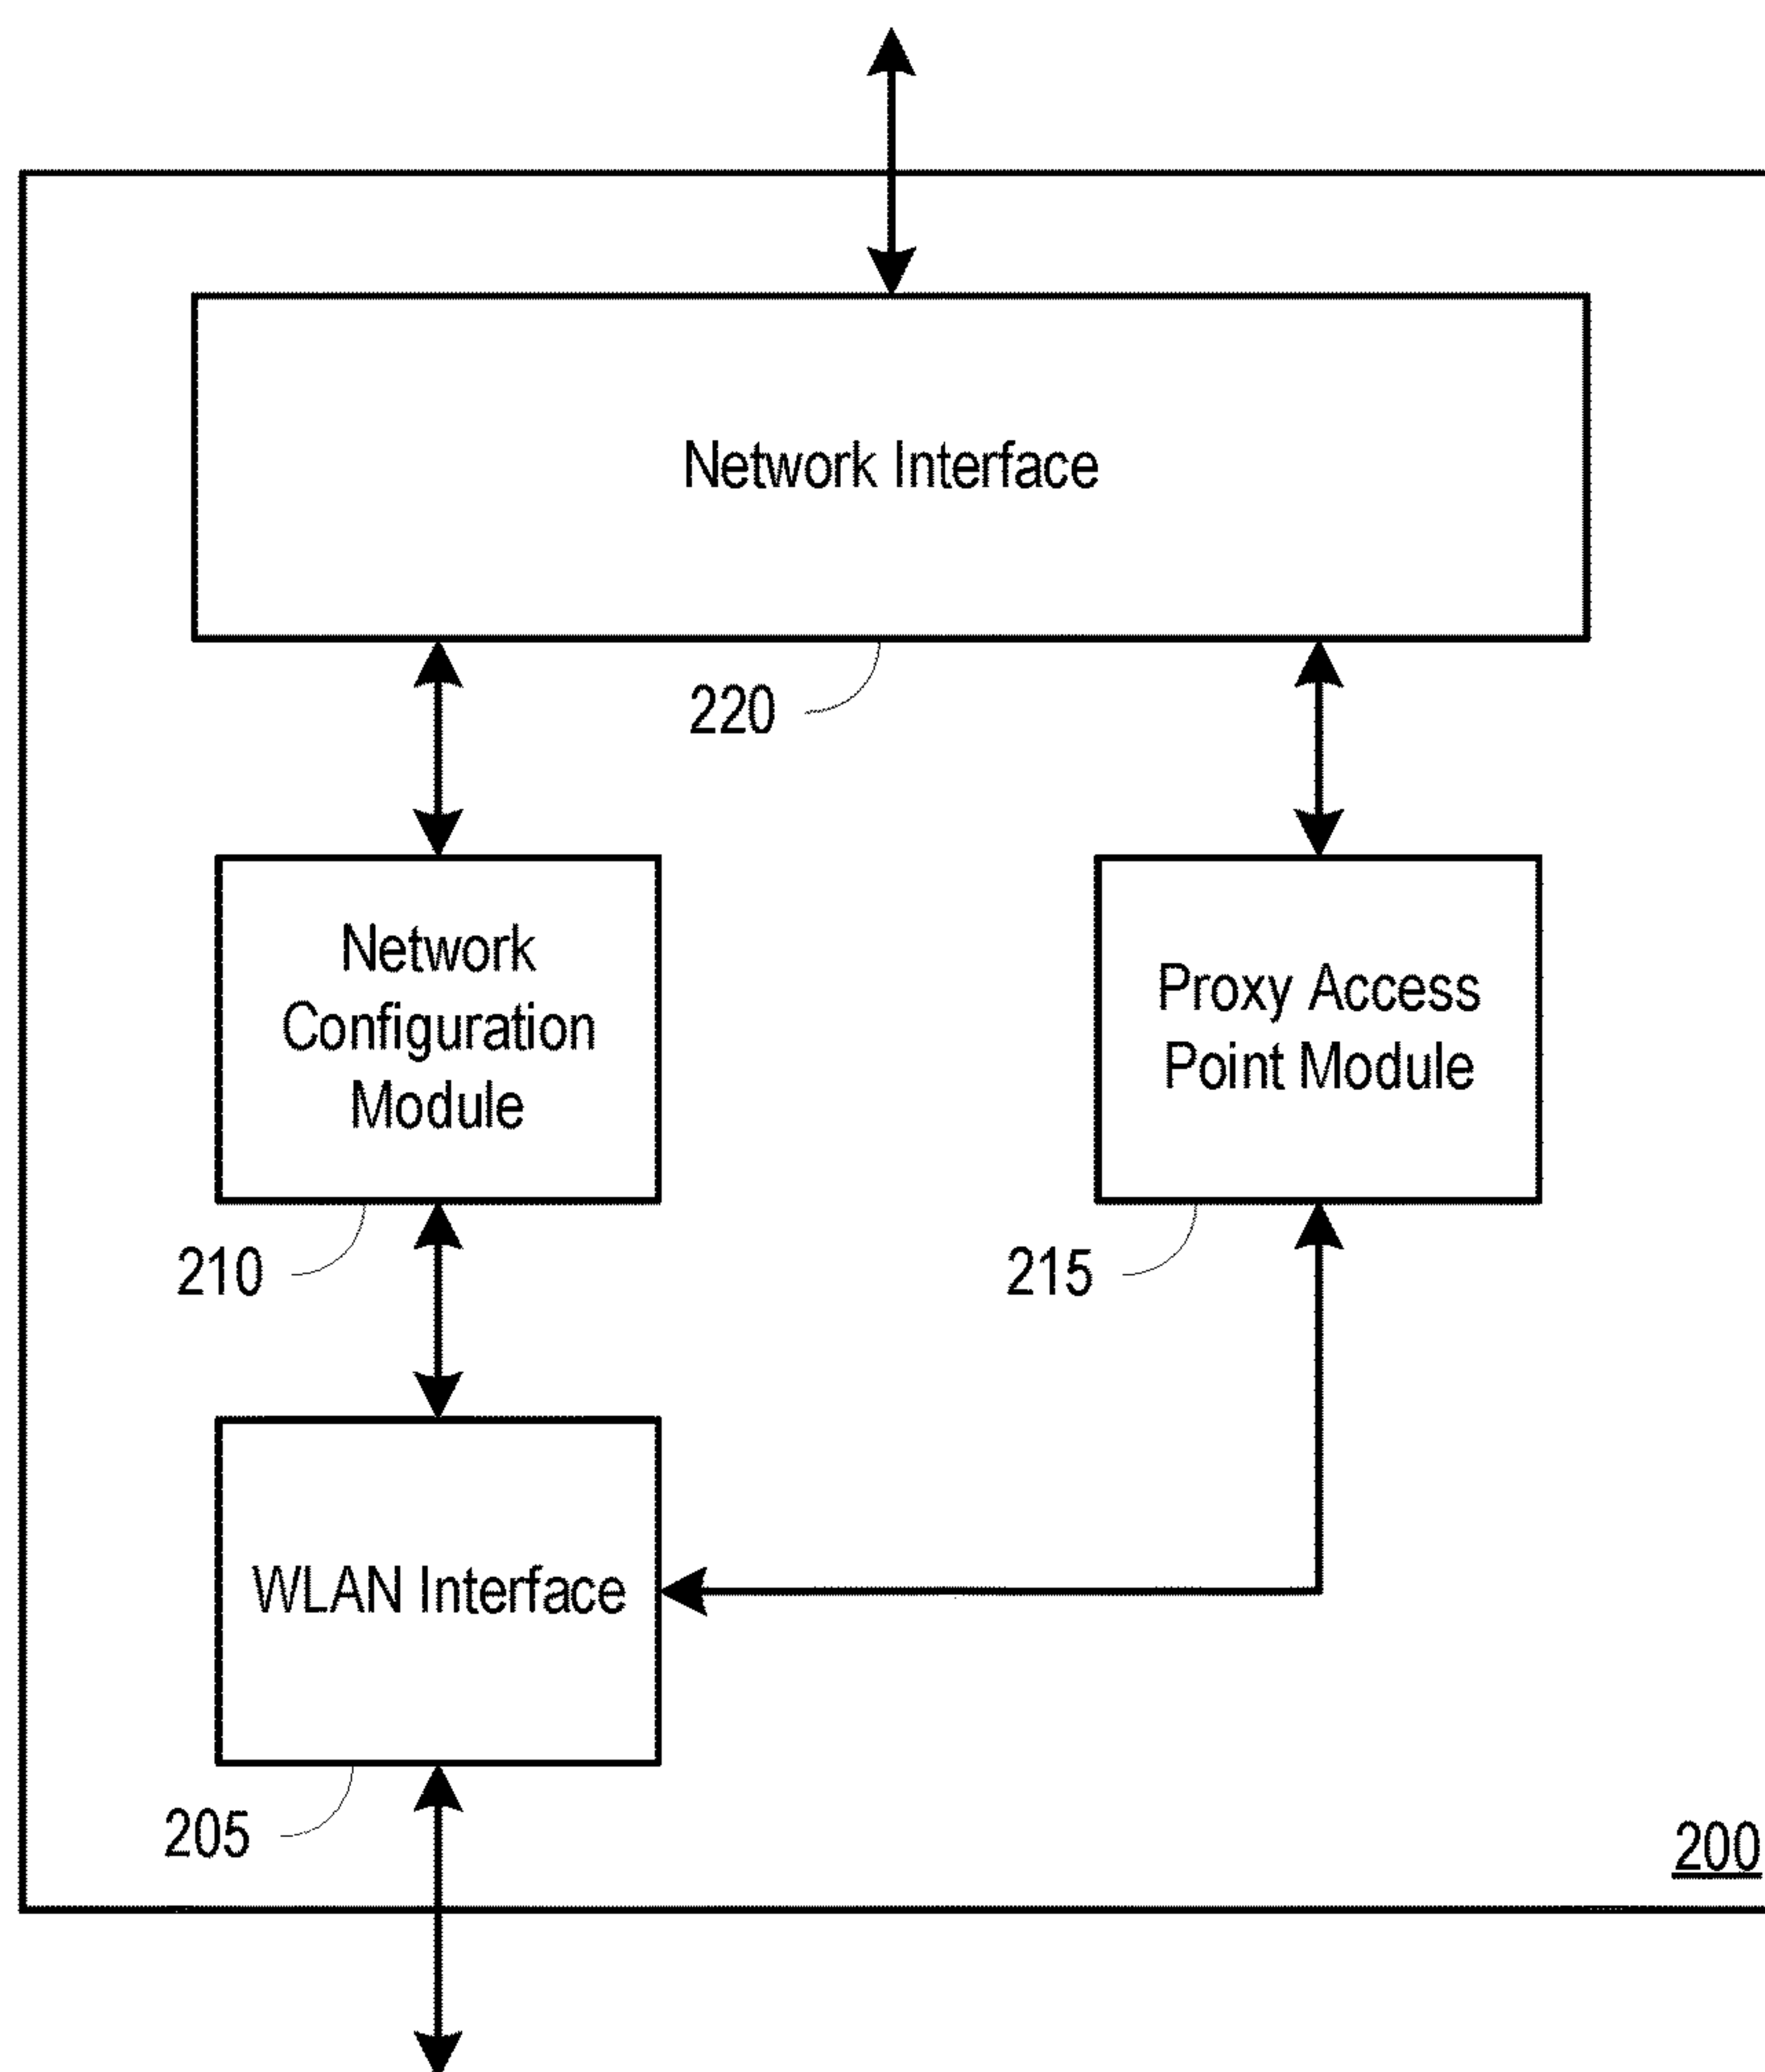 Network Interface
220
Network
Configuration
Module
Proxy Access
Point Module
210
215
WLAN Interface
205
200